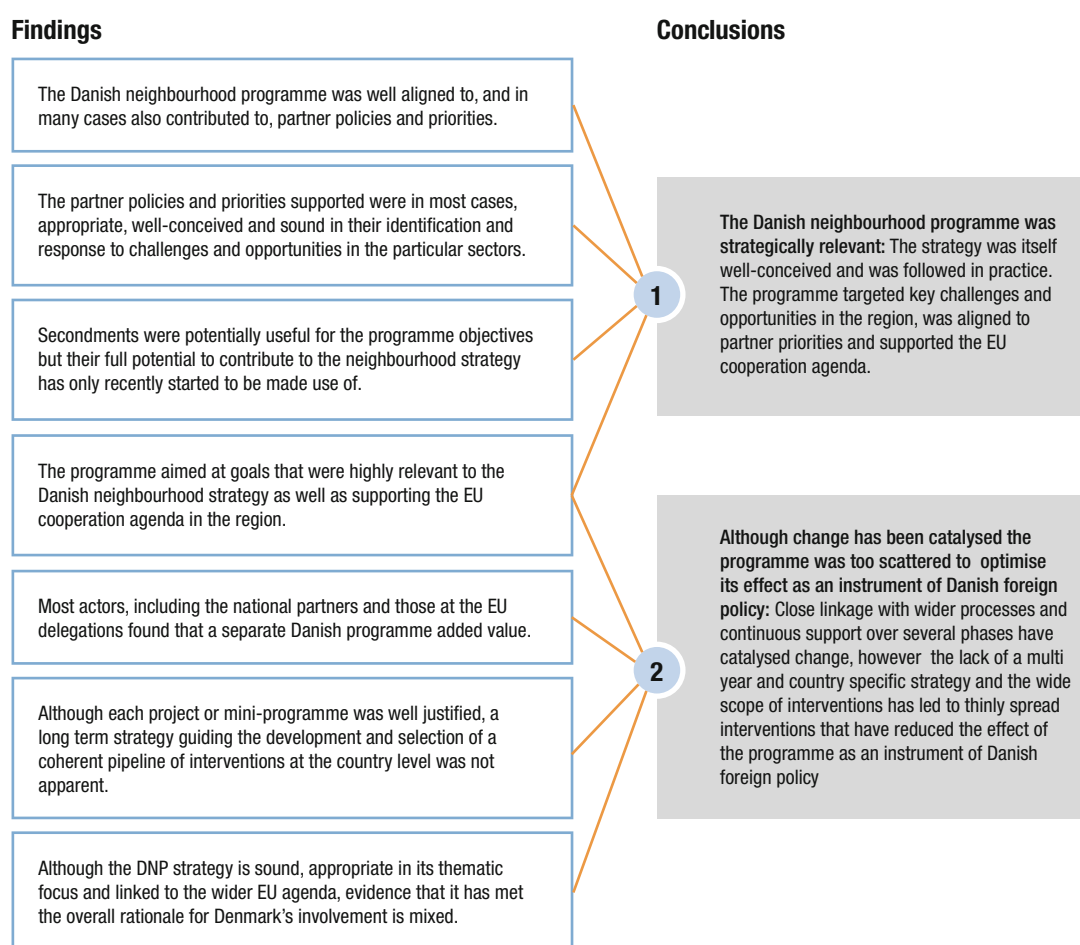 Findings
The Danish neighbourhood programme was well aligned to, and in
many cases also contributed to, partner policies and priorities.
The partner policies and priorities supported were in most cases,
appropriate, well-conceived and sound in their identification and
response to challenges and opportunities in the particular sectors.
Secondments were potentially useful for the programme objectives
but their full potential to contribute to the neighbourhood strategy
has only recently started to be made use of.
The programme aimed at goals that were highly relevant to the
Danish neighbourhood strategy as well as supporting the EU
cooperation agenda in the region.
Most actors, including the national partners and those at the EU
delegations found that a separate Danish programme added value.
Although each project or mini-programme was well justified, a
long term strategy guiding the development and selection of a
coherent pipeline of interventions at the country level was not
apparent.
Although the DNP strategy is sound, appropriate in its thematic
focus and linked to the wider EU agenda, evidence that it has met
the overall rationale for Denmark's involvement is mixed.
1
2
Conclusions
The Danish neighbourhood programme was
strategically relevant: The strategy was itself
well-conceived and was followed in practice.
The programme targeted key challenges and
opportunities in the region, was aligned to
partner priorities and supported the EU
cooperation agenda.
Although change has been catalysed the
programme was too scattered to optimise
its effect as an instrument of Danish foreign
policy: Close linkage with wider processes and
continuous support over several phases have
catalysed change, however the lack of a multi
year and country specific strategy and the wide
scope of interventions has led to thinly spread
interventions that have reduced the effect of
the programme as an instrument of Danish
foreign policy